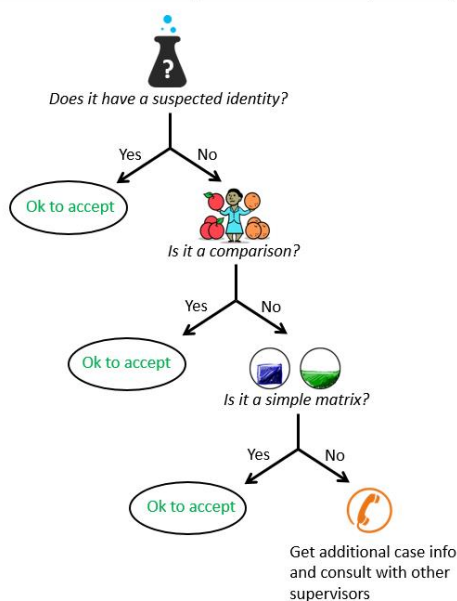 ?
Does it have a suspected identity?
Yes
No
Ok to accept
Is it a comparison?
Yes
No
Ok to accept
Is it a simple matrix?
Yes
No
Ok to accept
Get additional case info
and consult with other
supervisors